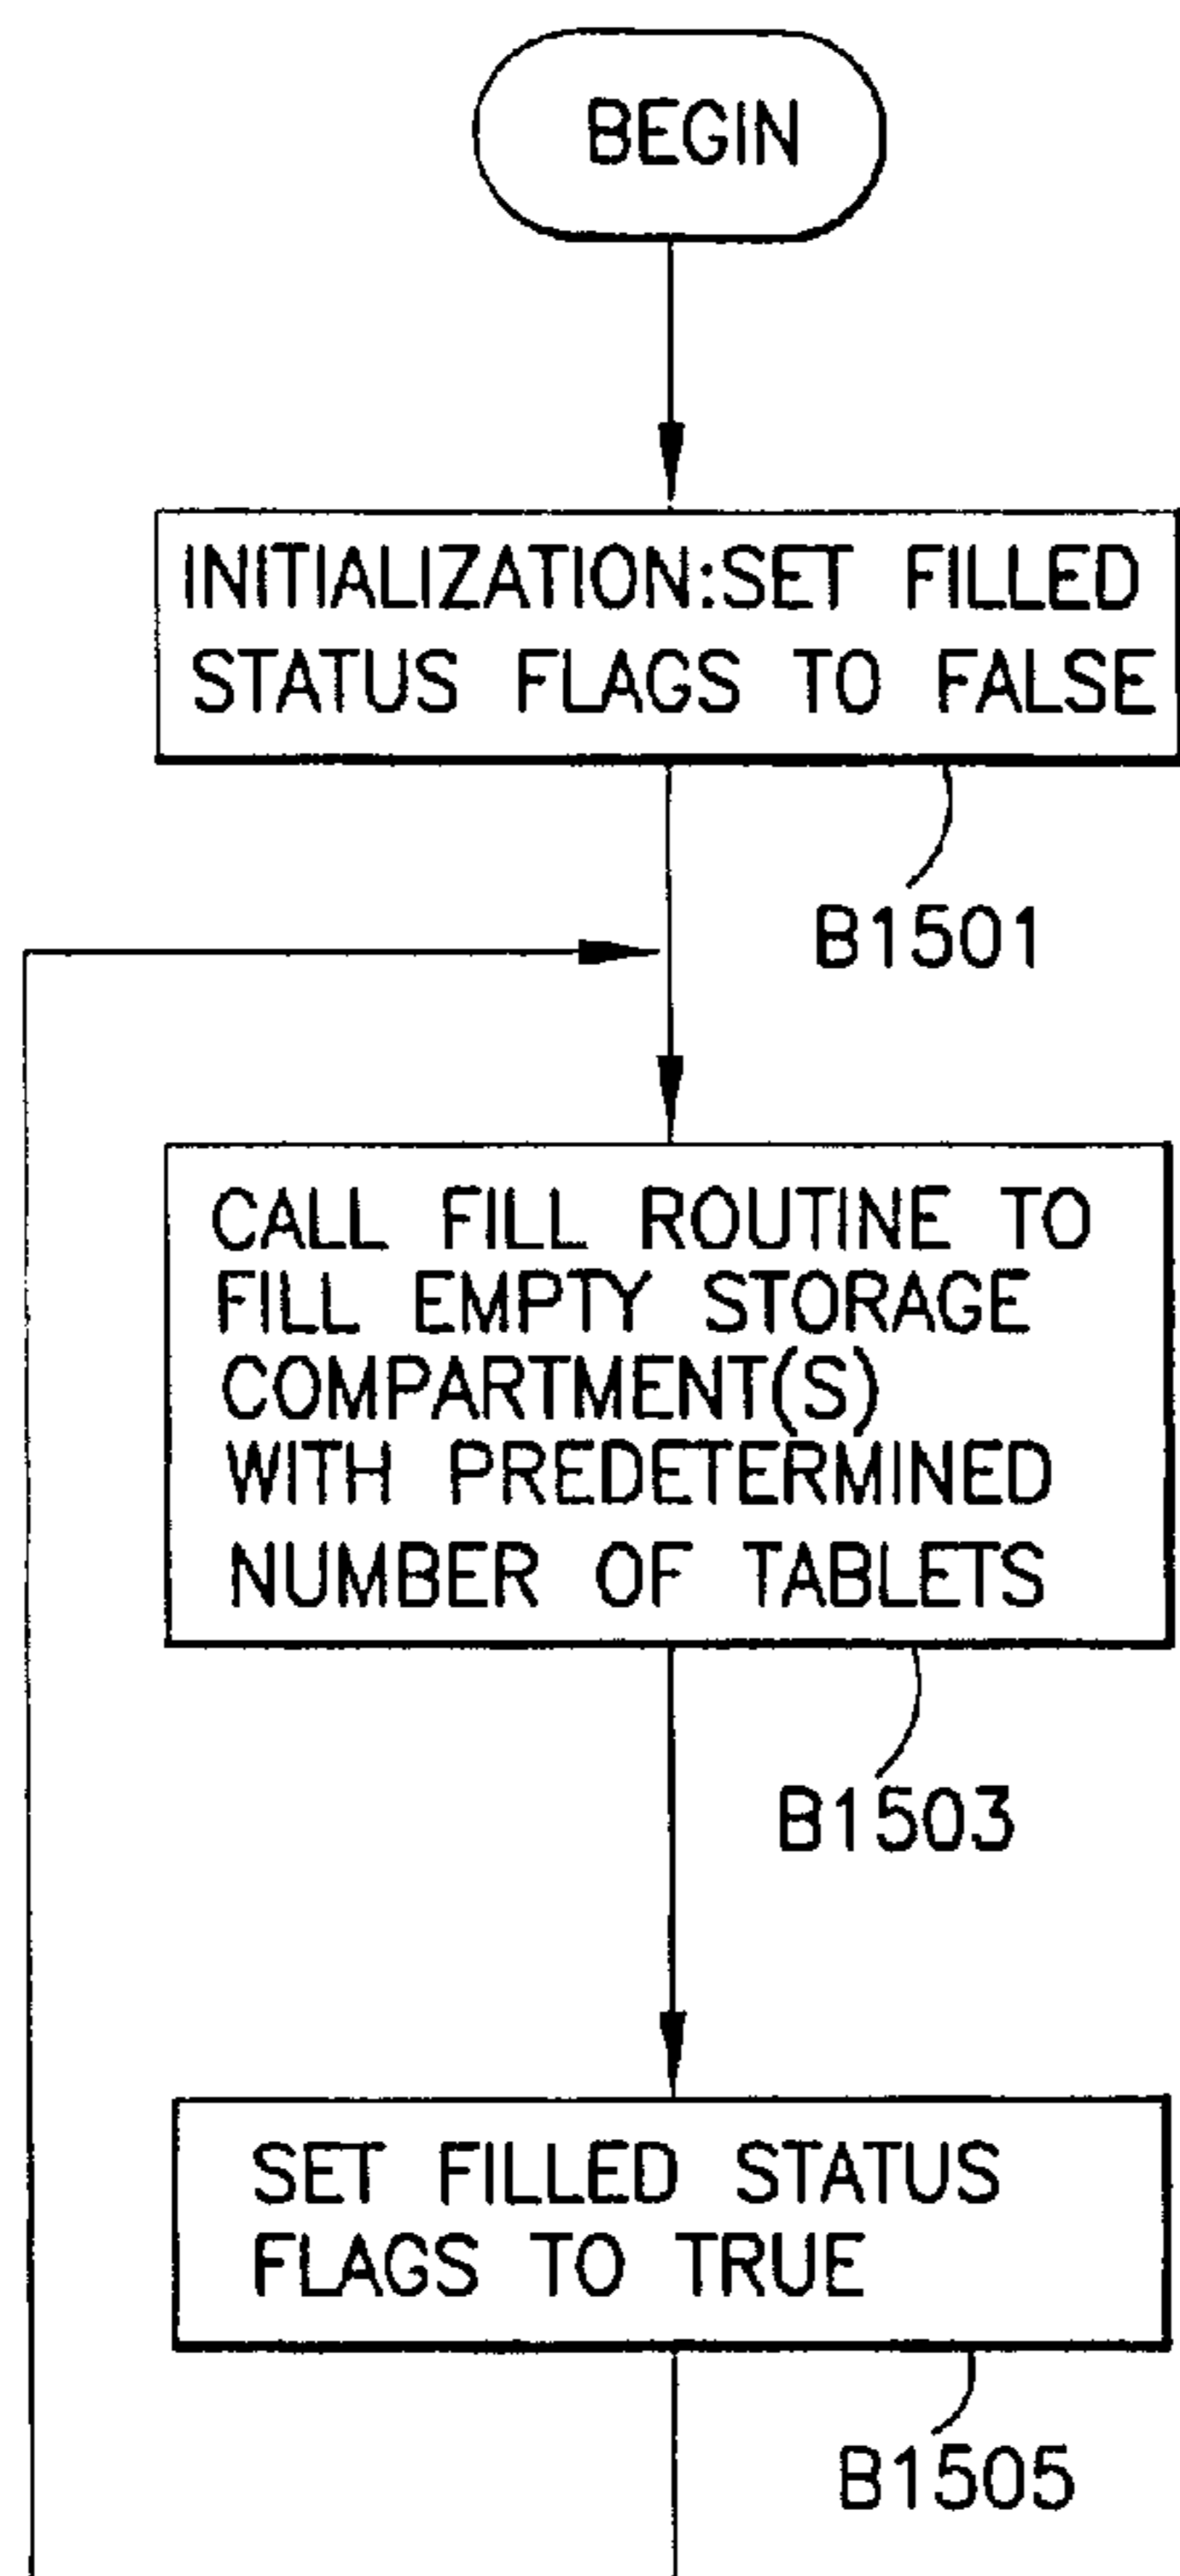 BEGIN
INITIALIZATION:SET FILLED
STATUS FLAGS TO FALSE
B1501
CALL FILL ROUTINE TO
FILL EMPTY STORAGE
COMPARTMENT(S)
WITH PREDETERMINED
NUMBER OF TABLETS
B1503
SET FILLED STATUS
FLAGS TO TRUE
B1505